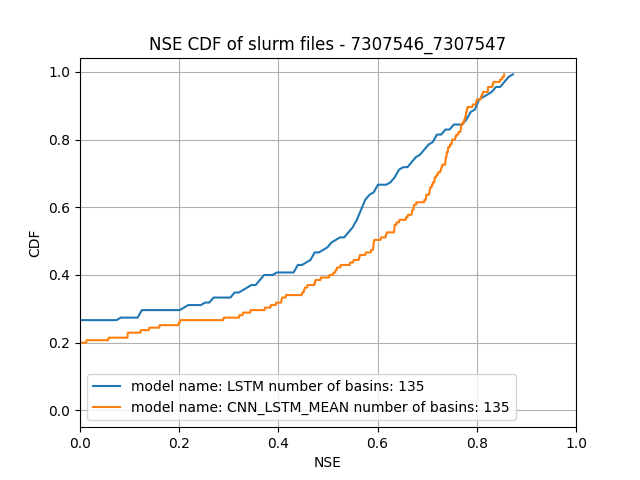 NSE CDF of slurm files - 7307546_7307547
1.0
0.8
0.6
0.4
0.2
0.0
CDF
model name: LSTM number of basins: 135
model name: CNN_LSTM_MEAN number of basins: 135
0.0 0.2 0.4 0.6 0.8 1.0
NSE